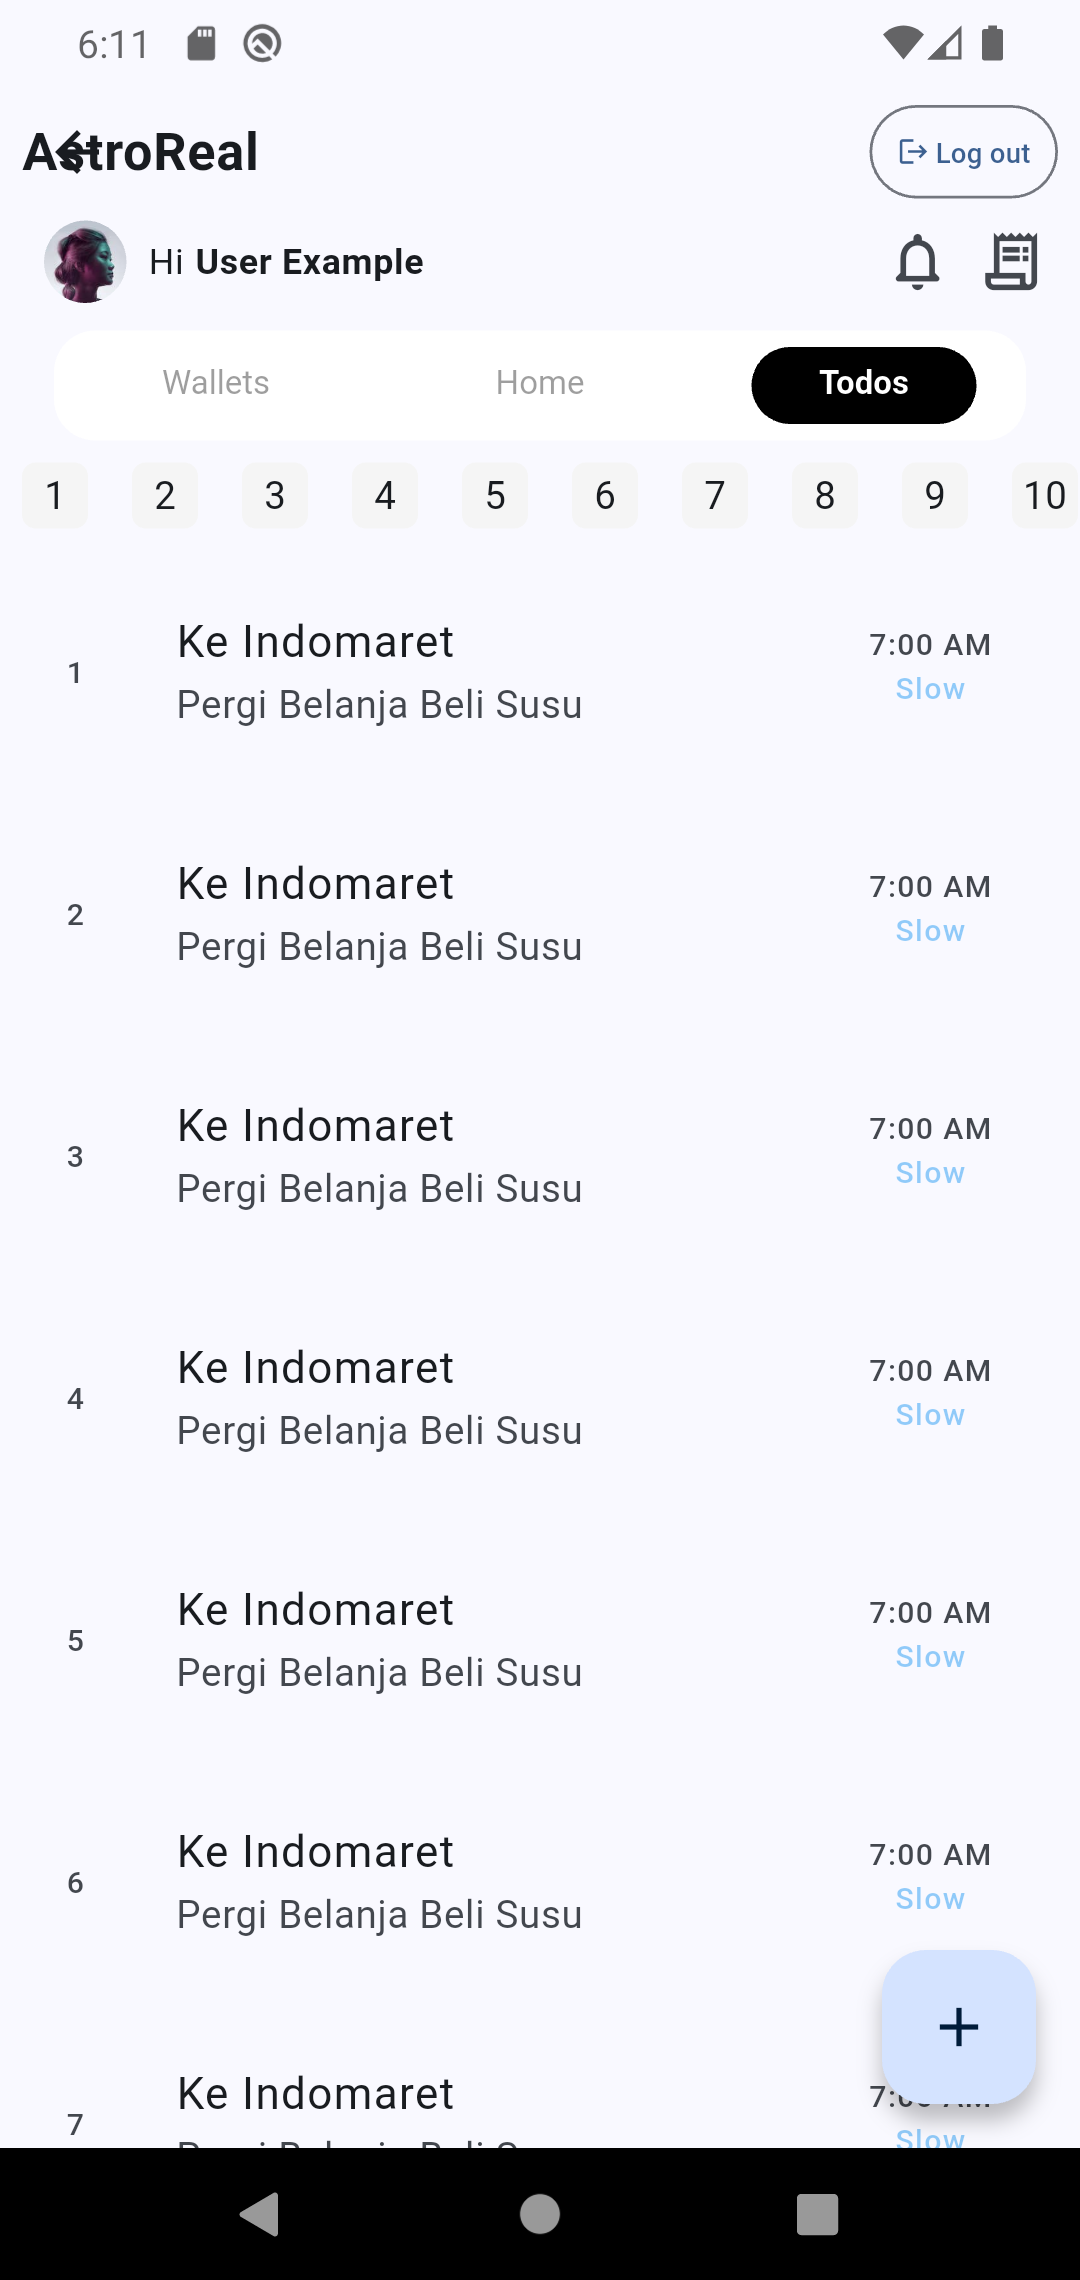 6:11
AstroReal
Log out
Hi User Example
Wallets Home Todos
1 2 3 4 5 6 7 8 9 10
1
Ke Indomaret
Pergi Belanja Beli Susu
7:00 AM
Slow
2
Ke Indomaret
Pergi Belanja Beli Susu
7:00 AM
Slow
3
Ke Indomaret
Pergi Belanja Beli Susu
7:00 AM
Slow
4
Ke Indomaret
Pergi Belanja Beli Susu
7:00 AM
Slow
5
Ke Indomaret
Pergi Belanja Beli Susu
7:00 AM
Slow
6
Ke Indomaret
Pergi Belanja Beli Susu
7:00 AM
Slow
7
Ke Indomaret
Slow